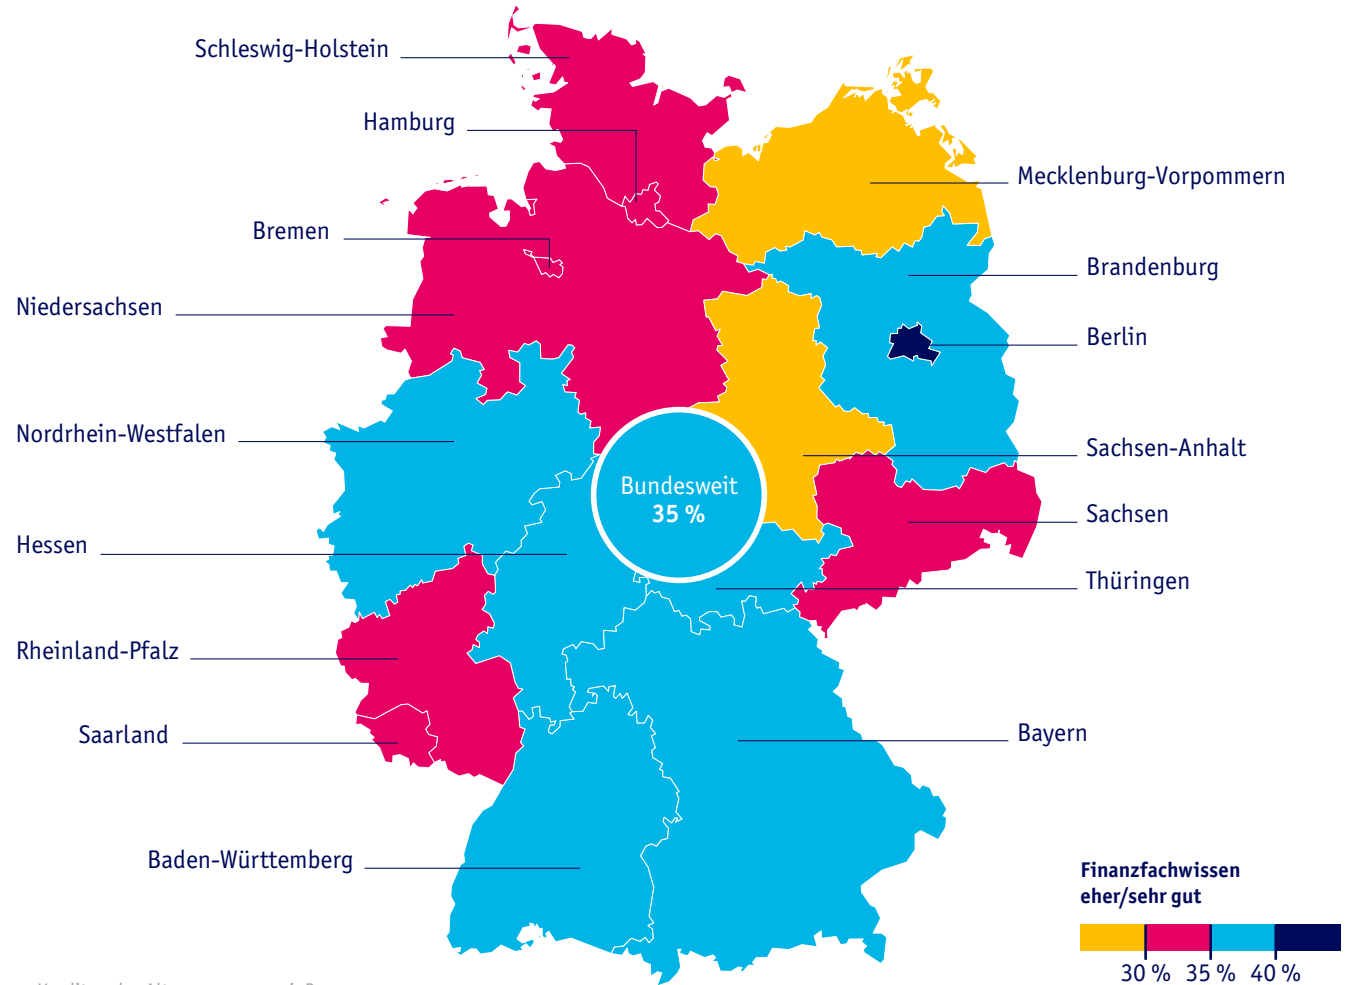 Schleswig-Holstein
Hamburg
Mecklenburg-Vorpommern
Bremen
Brandenburg
Niedersachsen
Berlin
Nordrhein-Westfalen
Sachsen-Anhalt
Bundesweit
35 %
Sachsen
Hessen
Thüringen
Rheinland-Pfalz
Saarland
Bayern
Baden-Württemberg
Finanzfachwissen
eher/sehr gut
30 % 35 % 40 %